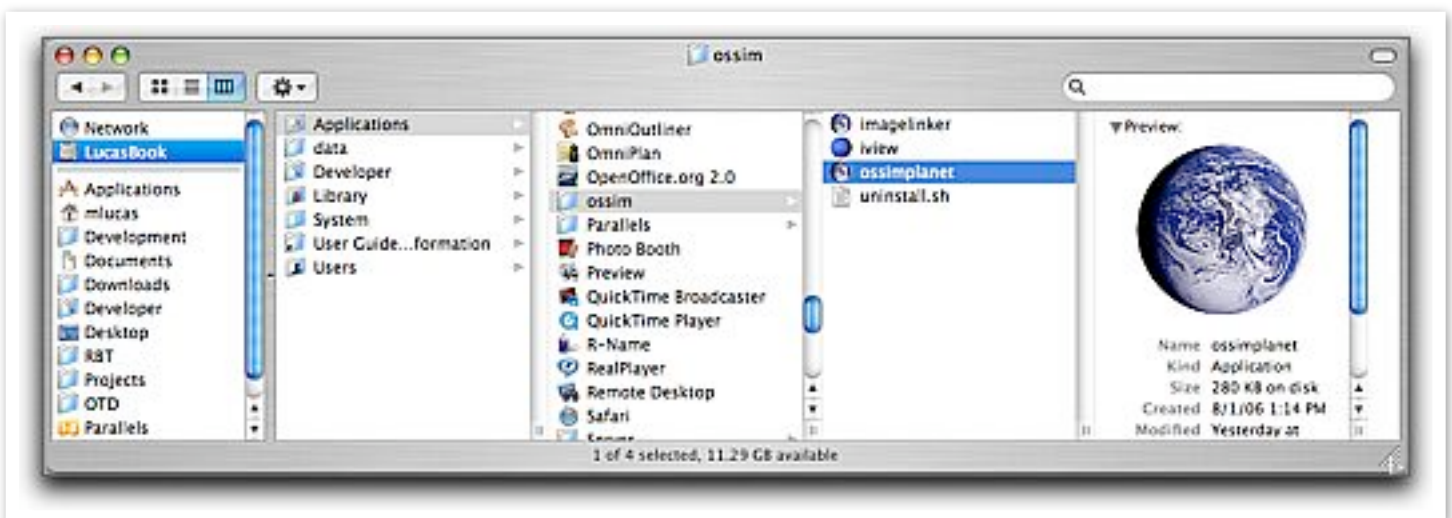 ossim
Network
LucasBook
Applications
mlucas
Development
Documents
Downloads
Developer
Desktop
RBT
Projects
OTD
Parallels
Applications
data
Developer
Library
System
User Guide...formation
Users
OmniOutliner
OmniPlan
OpenOffice.org 2.0
ossim
Parallels
Photo Booth
Preview
QuickTime Broadcaster
QuickTime Player
R-Name
RealPlayer
Remote Desktop
Safari
imagelinker
iview
ossimplanet
uninstall.sh
Preview:
Name ossimplanet
Kind Application
Size 280 KB on disk
Created 8/1/06 1:14 PM
Modified Yesterday at
1 of 4 selected, 11.29 GB available